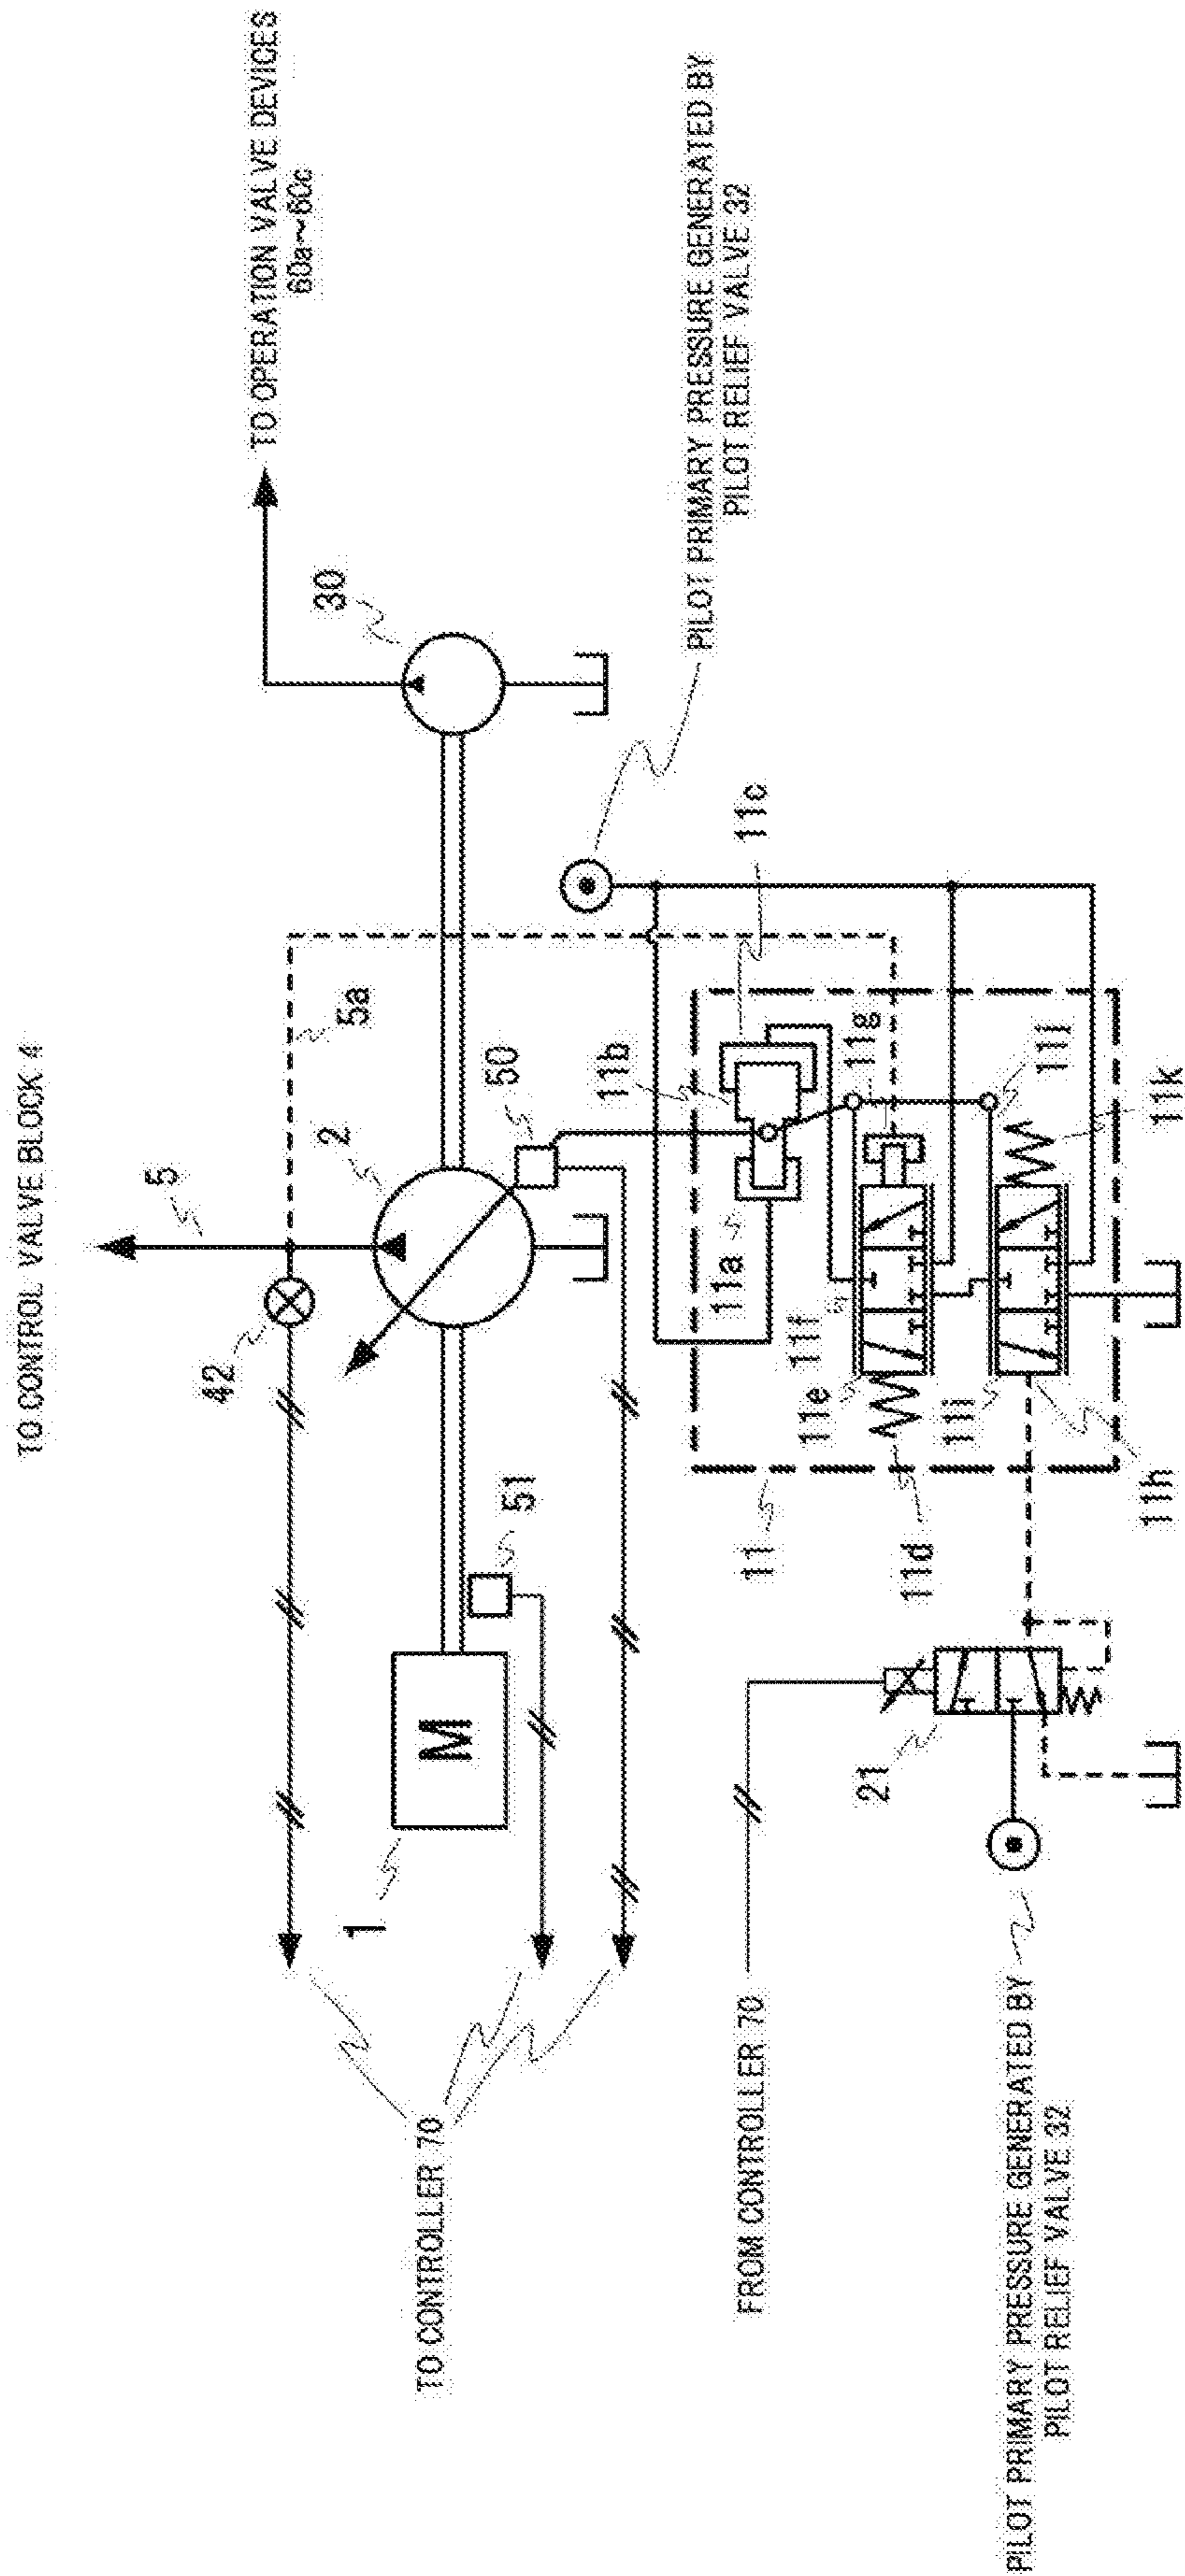 TO CONTROL VALVE BLOCK 4
TO OPERATION VALVE DEVICES
60a~60c
5
5a
42
2
50
30
51
M
1
TO CONTROLLER 70
PILOT PRIMARY PRESSURE GENERATED BY
PILOT RELIEF VALVE 32
11c
11b
11a
11g
11f
11e
11d
11
11j
11k
11i
11h
FROM CONTROLLER 70
21
PILOT PRIMARY PRESSURE GENERATED BY
PILOT RELIEF VALVE 32